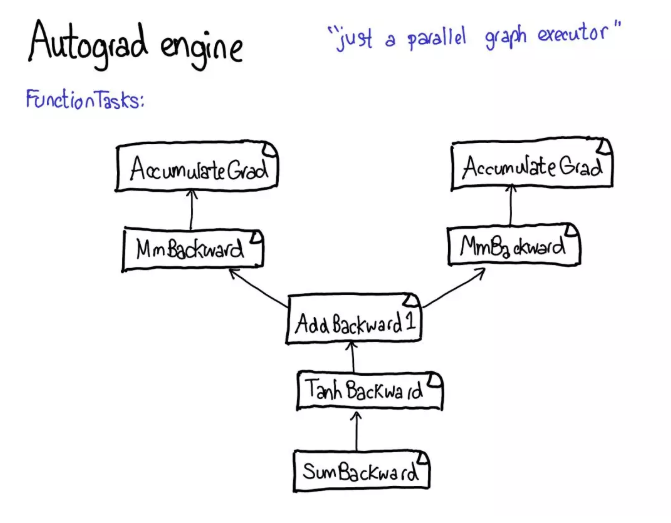 Autograd engine
"just a parallel graph executor"
FunctionTasks:
AccumulateGrad
AccumulateGrad
MmBackward
MmBackward
AddBackward1
TanhBackward
SumBackward